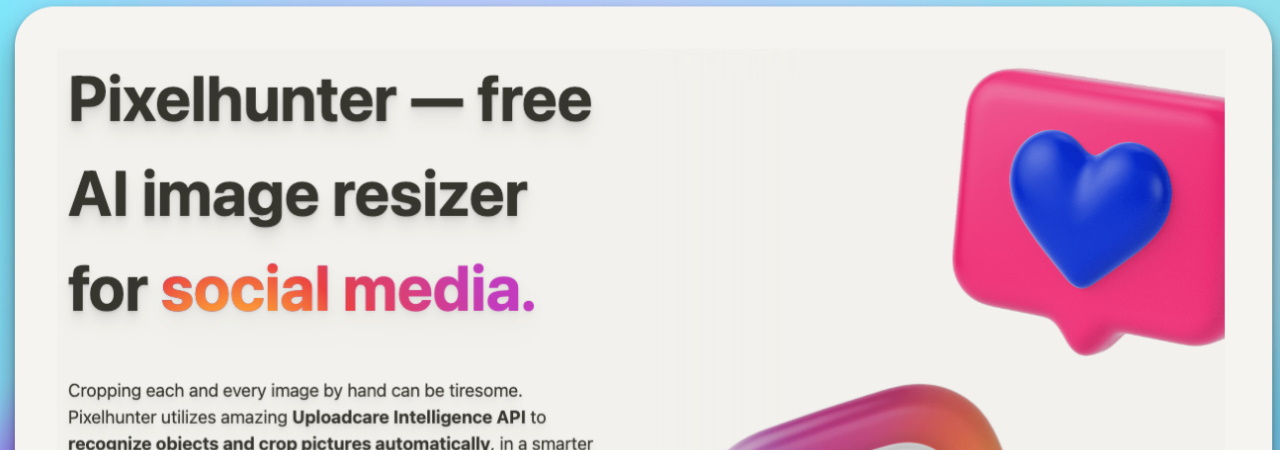 Pixelhunter — free
AI image resizer
for social media.
Cropping each and every image by hand can be tiresome.
Pixelhunter utilizes amazing Uploadcare Intelligence API to
recognize objects and crop pictures automatically, in a smarter